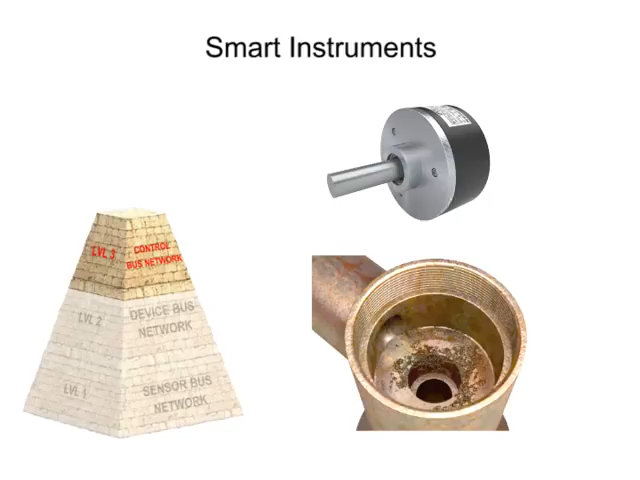 Smart Instruments
LVL 3
CONTROL
BUS NETWORK
LVL 2
DEVICE BUS
NETWORK
LVL 1
SENSOR BUS
NETWORK